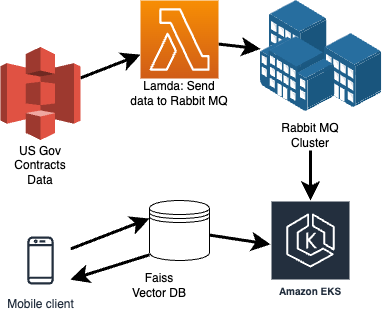 Lamda: Send
data to Rabbit MQ
US Gov
Contracts
Data
Rabbit MQ
Cluster
K
Faiss
Vector DB
Amazon EKS
Mobile client